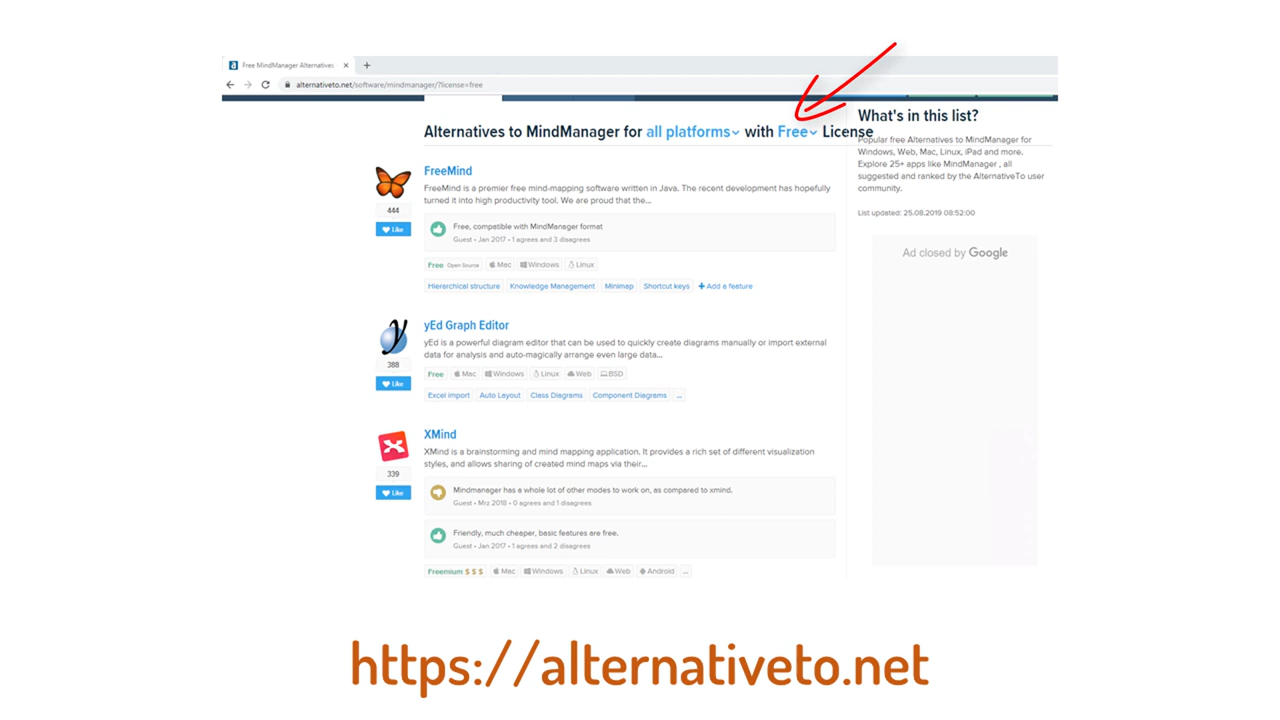 Free MindManager Alternatives
alternativeto.net/software/mindmanager/?license=free
Alternatives to MindManager for all platforms with Free License
FreeMind
FreeMind is a premier free mind-mapping software written in Java. The recent development has hopefully
turned it into high productivity tool. We are proud that the...
444
Like
Free, compatible with MindManager format
Guest • Jan 2017 • 1 agrees and 3 disagrees
Free Open Source Mac Windows Linux
Hierarchical structure Knowledge Management Minimap Shortcut keys + Add a feature
yEd Graph Editor
yEd is a powerful diagram editor that can be used to quickly create diagrams manually or import external
data for analysis and auto-magically arrange even large data...
388
Like
Free Mac Windows Linux Web BSD
Excel import Auto Layout Class Diagrams Component Diagrams ...
XMind
XMind is a brainstorming and mind mapping application. It provides a rich set of different visualization
styles, and allows sharing of created mind maps via their...
339
Like
Mindmanager has a whole lot of other modes to work on, as compared to xmind.
Guest • Mrz 2018 • 0 agrees and 1 disagrees
Friendly, much cheaper, basic features are free.
Guest • Jan 2017 • 1 agrees and 2 disagrees
Freemium $ $ $ Mac Windows Linux Web Android ...
What's in this list?
Popular free Alternatives to MindManager for
Windows, Web, Mac, Linux, iPad and more.
Explore 25+ apps like MindManager , all
suggested and ranked by the AlternativeTo user
community.
List updated: 25.08.2019 08:52:00
Ad closed by Google
https://alternativeto.net